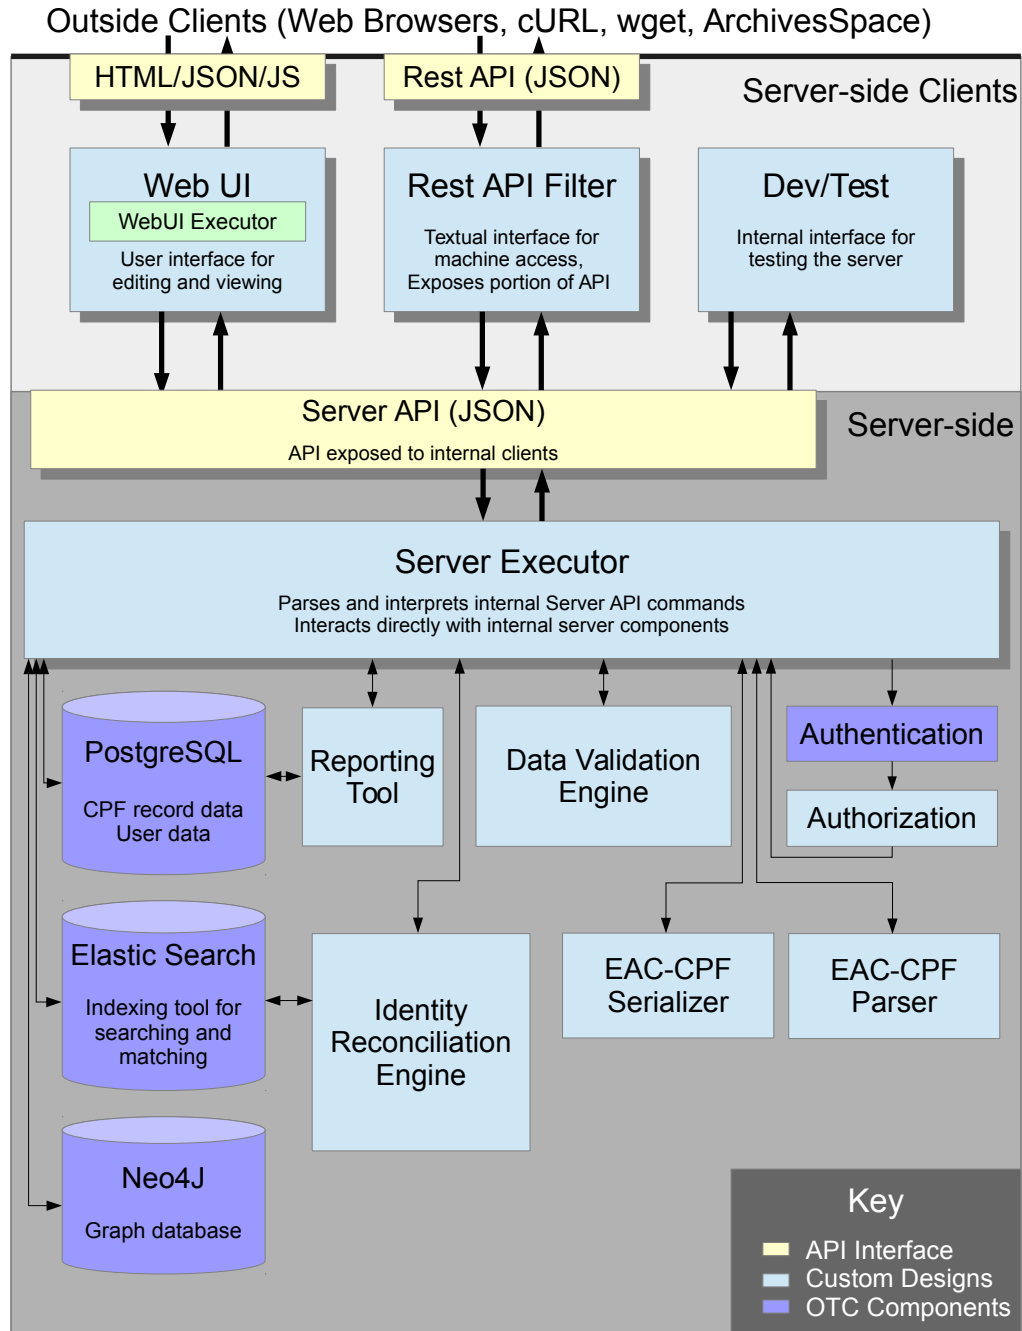 Outside Clients (Web Browsers, cURL, wget, ArchivesSpace)
HTML/JSON/JS
Rest API (JSON)
Server-side Clients
Web UI
WebUI Executor
User interface for
editing and viewing
Rest API Filter
Textual interface for
machine access,
Exposes portion of API
Dev/Test
Internal interface for
testing the server
Server API (JSON)
API exposed to internal clients
Server-side
Server Executor
Parses and interprets internal Server API commands
Interacts directly with internal server components
PostgreSQL
CPF record data
User data
Reporting
Tool
Data Validation
Engine
Authentication
Authorization
Elastic Search
Indexing tool for
searching and
matching
Identity
Reconciliation
Engine
EAC-CPF
Serializer
EAC-CPF
Parser
Neo4J
Graph database
Key
API Interface
Custom Designs
OTC Components